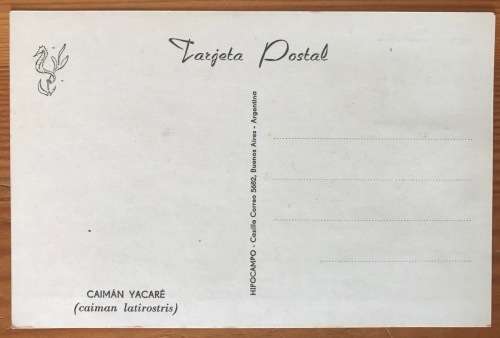 Tarjeta Postal
HIPOCAMPO - Casilla Correo 5692, Buenos Aires - Argentina
CAIMÁN YACARÉ
(caiman latirostris)